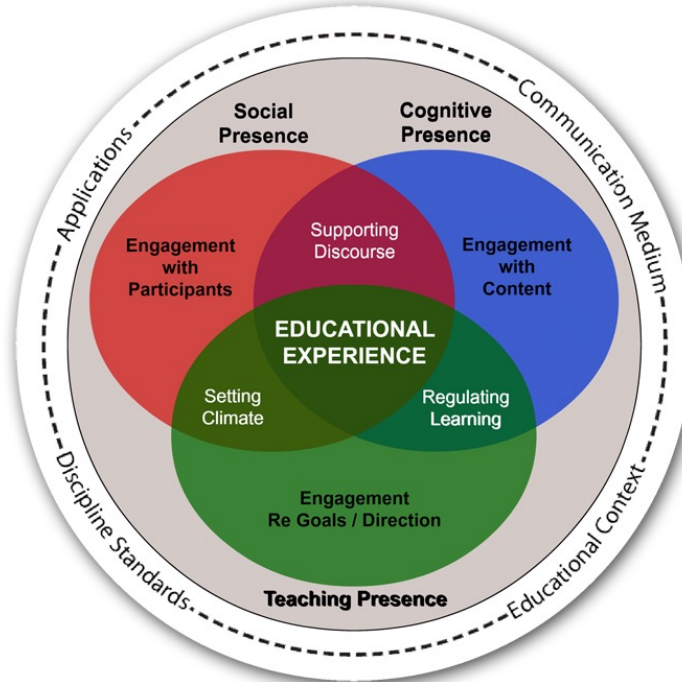 Social
Presence
Cognitive
Presence
Applications
Communication Medium
Supporting
Discourse
Engagement
with
Participants
Engagement
with
Content
EDUCATIONAL
EXPERIENCE
Setting
Climate
Regulating
Learning
Engagement
Re Goals / Direction
Discipline Standards
Educational Context
Teaching Presence